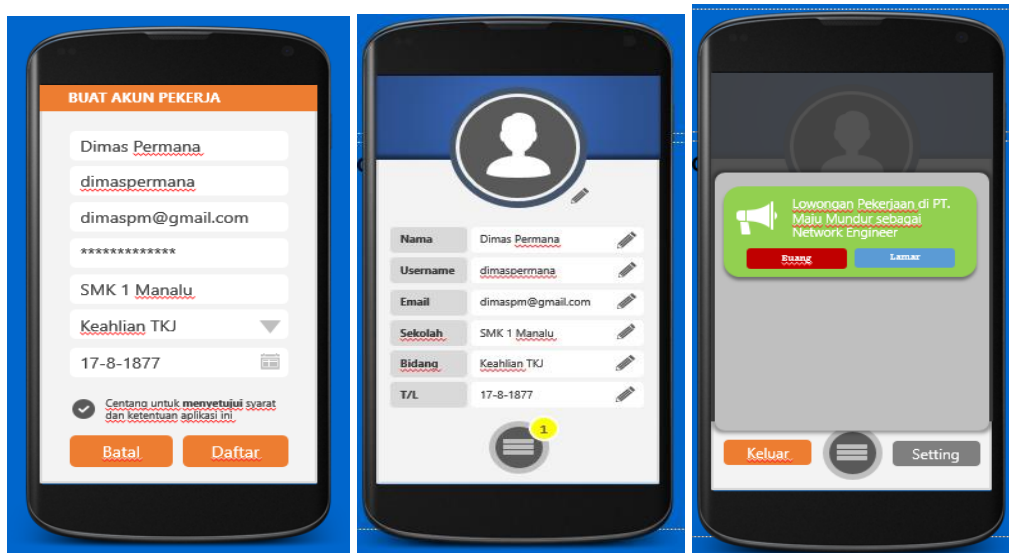 BUAT AKUN PEKERJA
Dimas Permana
dimaspermana
dimaspm@gmail.com
*************
SMK 1 Manalu
Keahlian TKJ
17-8-1877
Centang untuk menyetujui syarat
dan ketentuan aplikasi ini
Batal
Daftar
Nama
Dimas Permana
Username
dimaspermana
Email
dimaspm@gmail.com
Sekolah
SMK 1 Manalu
Bidang
Keahlian TKJ
T/L
17-8-1877
1
Lowongan Pekerjaan di PT.
Maju Mundur sebagai
Network Engineer
Buang
Lamar
Keluar
Setting